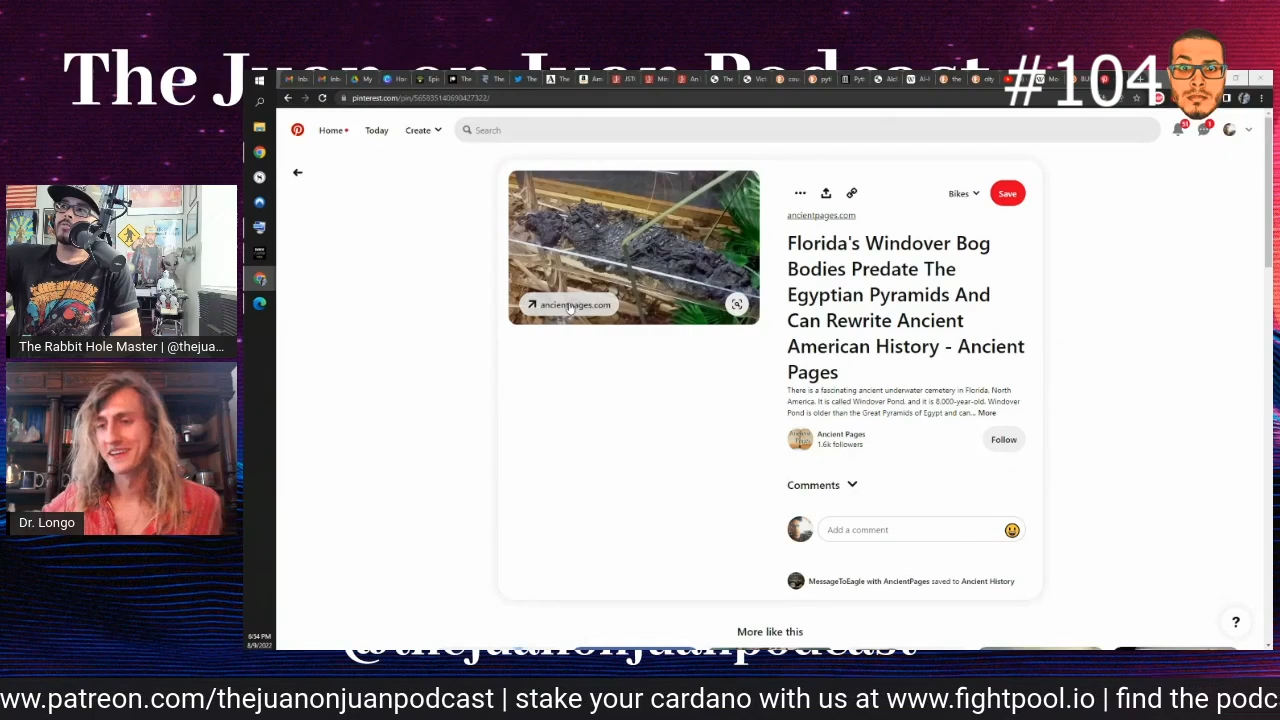 The Juan on Juan Podcast #104
pinterest.com/pin/565835140690427322/
Home
Today
Create
Search
Bikes
Save
ancientpages.com
Florida's Windover Bog
Bodies Predate The
Egyptian Pyramids And
Can Rewrite Ancient
American History - Ancient
Pages
ancientpages.com
There is a fascinating ancient underwater cemetery in Florida. North
America. It is called Windover Pond, and it is 8,000-year-old. Windover
Pond is older than the Great Pyramids of Egypt and can... More
Ancient Pages
1.6k followers
Follow
Comments
Add a comment
MessageToEagle with AncientPages saved to Ancient History
More like this
?
The Rabbit Hole Master | @thejua...
Dr. Longo
6:54 PM
8/9/2022
@thejuanonjuanpodcast
ww.patreon.com/thejuanonjuanpodcast | stake your cardano with us at www.fightpool.io | find the podc